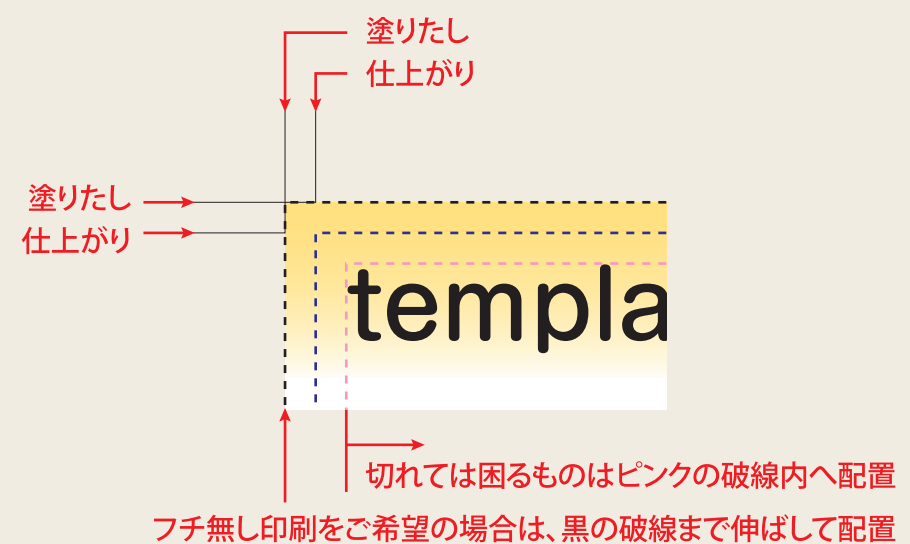 塗りたし
仕上がり
塗りたし
仕上がり
templa
切れては困るものはピンクの破線内へ配置
フチ無し印刷をご希望の場合は、黒の破線まで伸ばして配置